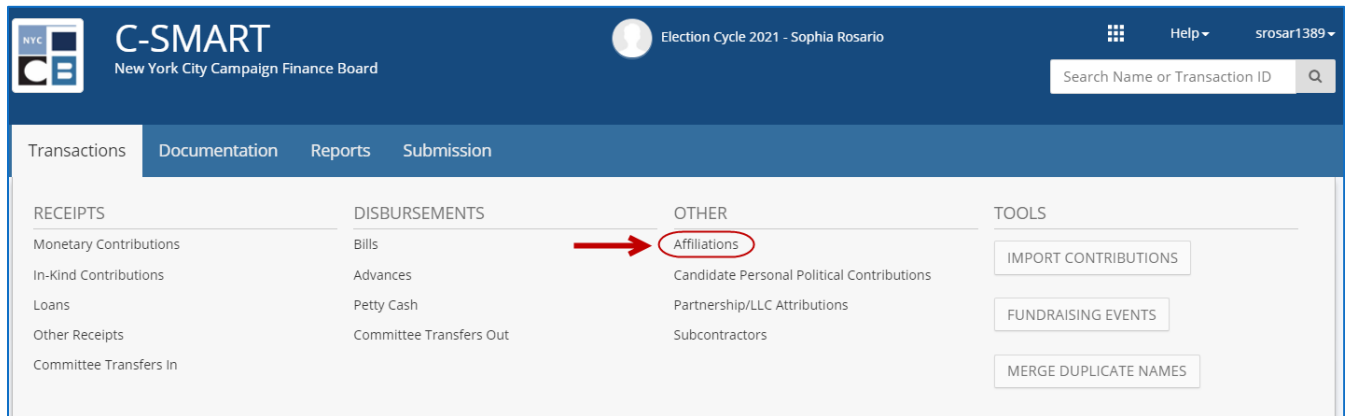 NYC
CB
C-SMART
New York City Campaign Finance Board
Election Cycle 2021 - Sophia Rosario
Help
srosar1389
Search Name or Transaction ID
Transactions
Documentation
Reports
Submission
RECEIPTS
Monetary Contributions
In-Kind Contributions
Loans
Other Receipts
Committee Transfers In
DISBURSEMENTS
Bills
Advances
Petty Cash
Committee Transfers Out
OTHER
Affiliations
Candidate Personal Political Contributions
Partnership/LLC Attributions
Subcontractors
TOOLS
IMPORT CONTRIBUTIONS
FUNDRAISING EVENTS
MERGE DUPLICATE NAMES